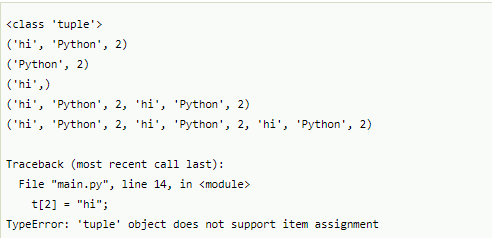 <class 'tuple'>
('hi', 'Python', 2)
('Python', 2)
('hi',)
('hi', 'Python', 2, 'hi', 'Python', 2)
('hi', 'Python', 2, 'hi', 'Python', 2, 'hi', 'Python', 2)
Traceback (most recent call last):
  File "main.py", line 14, in <module>
    t[2] = "hi";
TypeError: 'tuple' object does not support item assignment